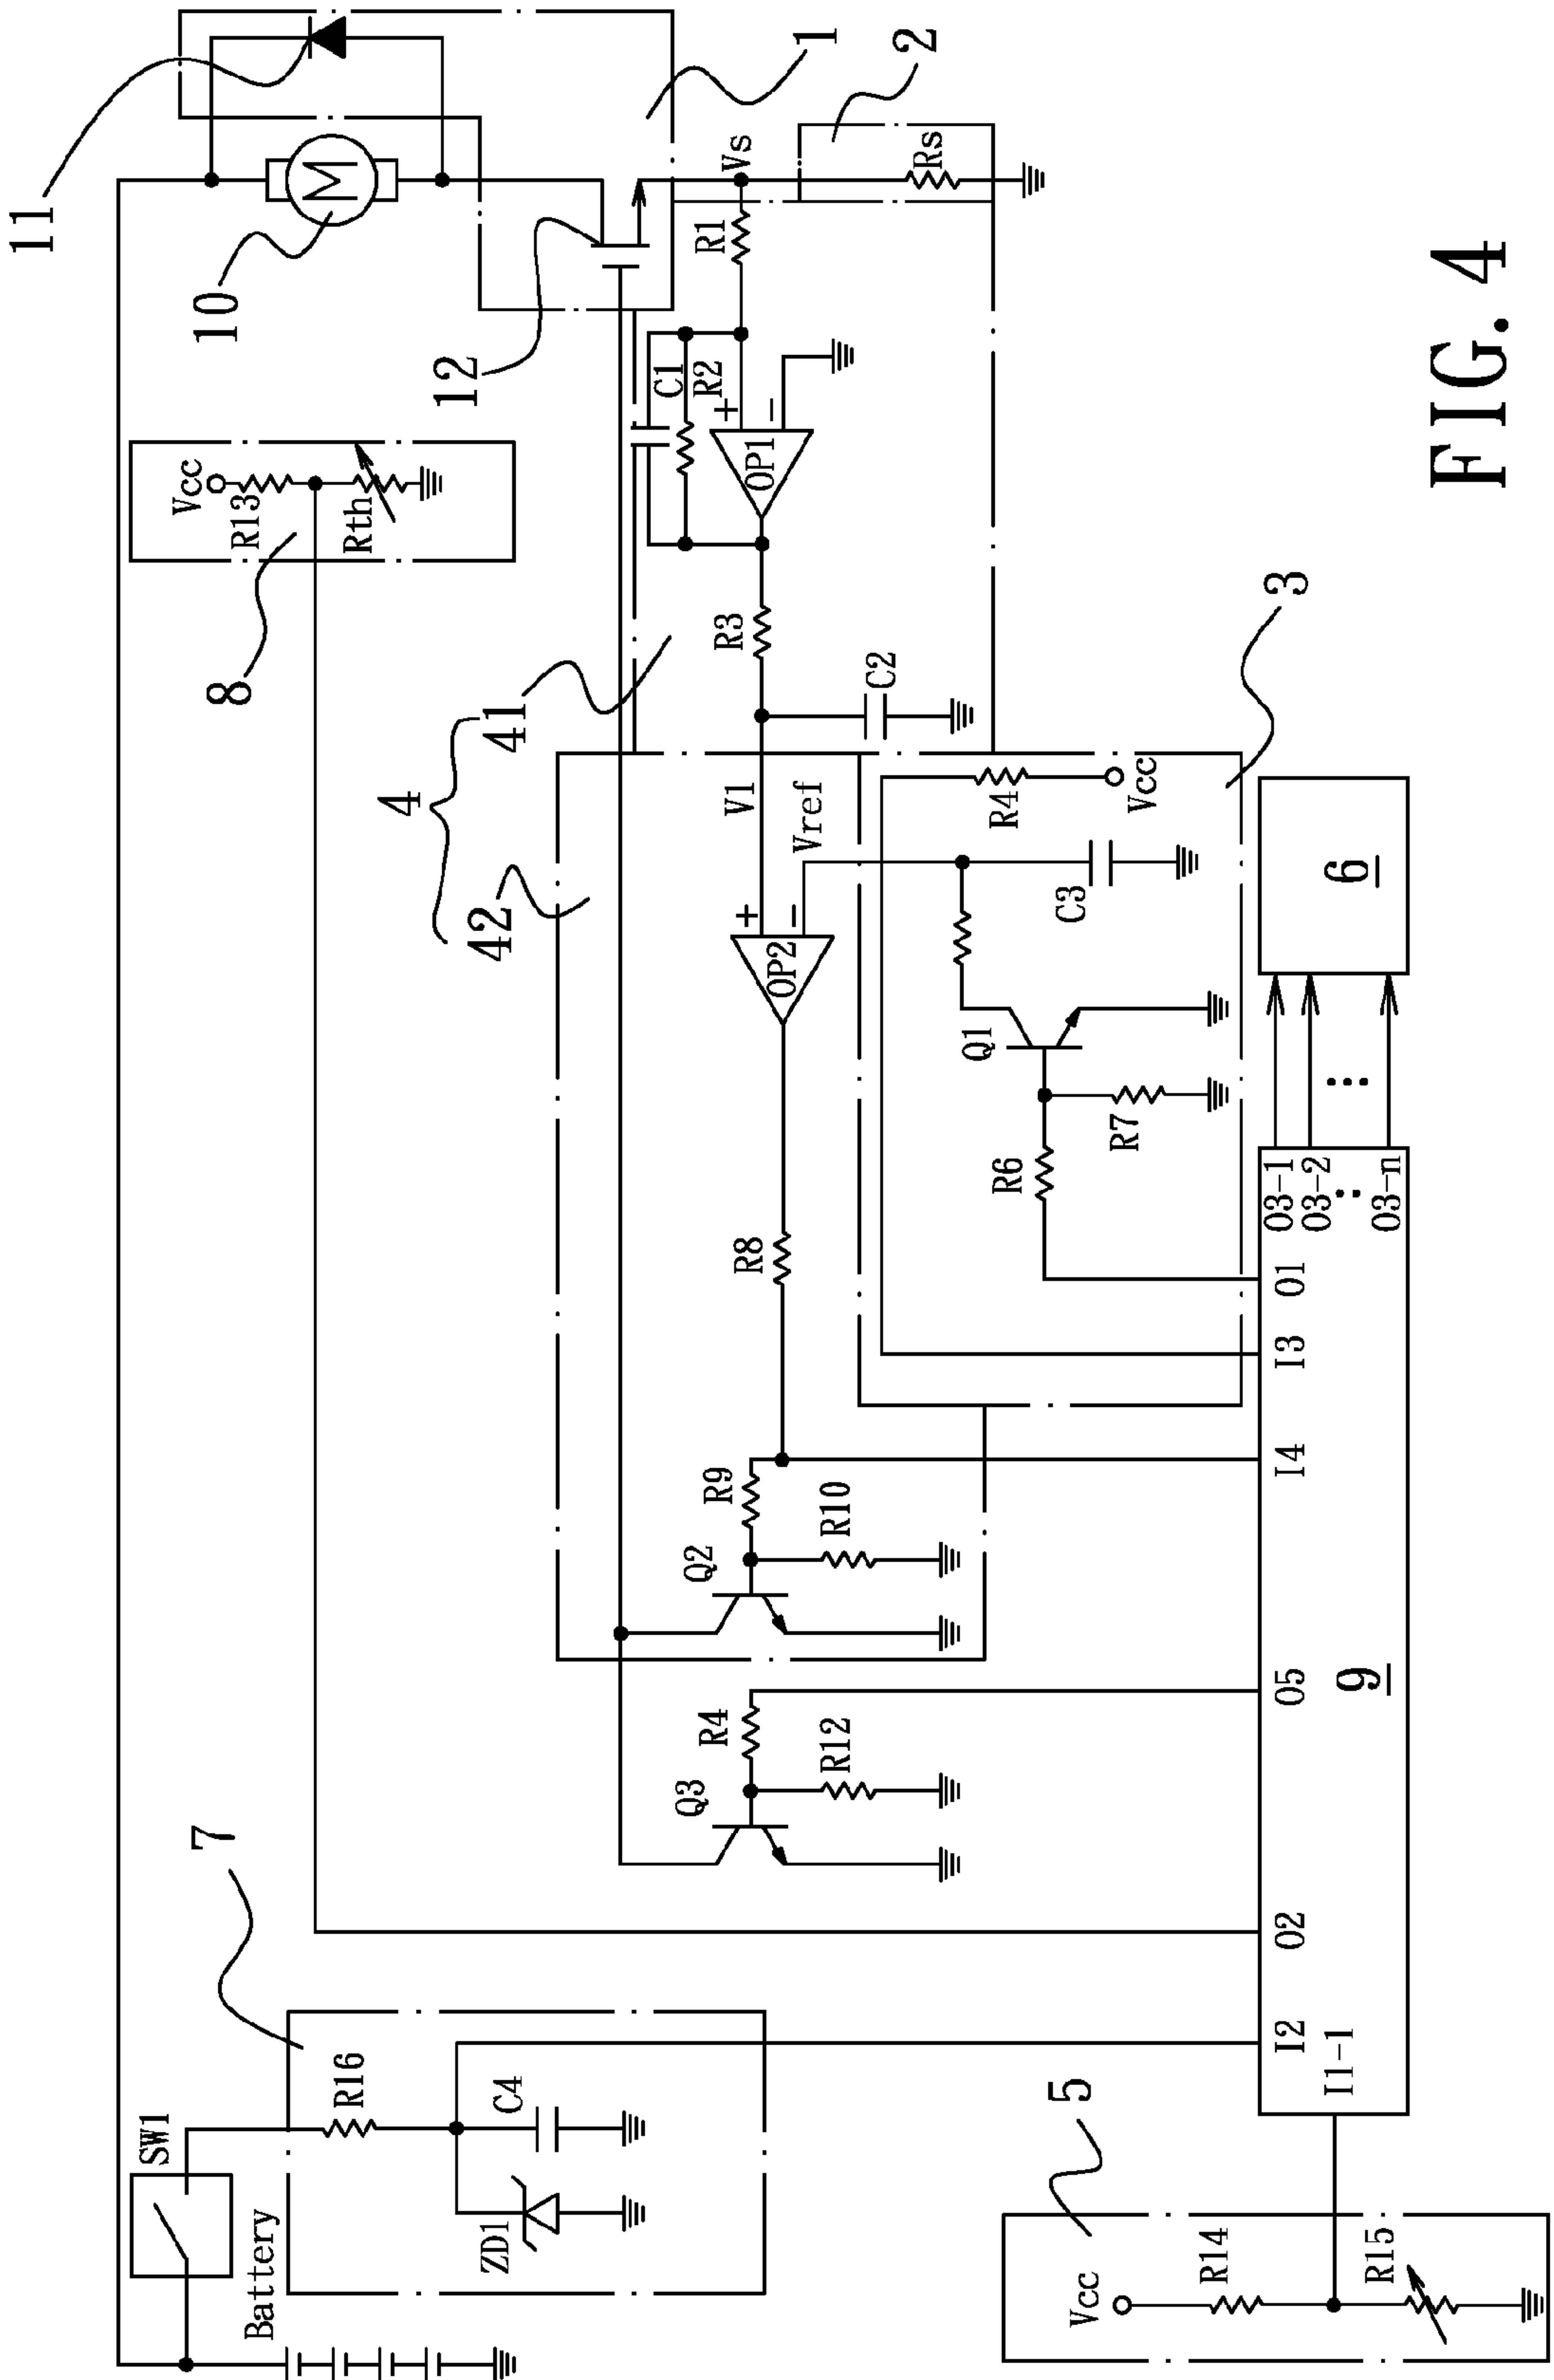 11
10
12
M
1
2
Vs
Rs
R1
C1
R2
+
−
OP1
Vcc
R13
Rth
8
R3
C2
41
4
42
V1
Vref
+
−
OP2
R4
Vcc
3
C3
6
Q1
R6
R7
R8
O3-1
O3-2
O3-n
O1
I3
I4
R9
R10
Q2
O5
9
R4
R12
Q3
7
O2
I2
I1-1
SW1
R16
C4
ZD1
Battery
5
Vcc
R14
R15
FIG. 4